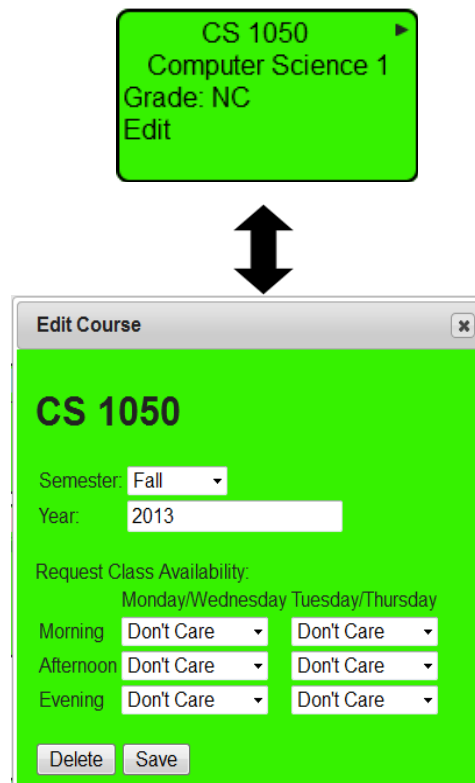 CS 1050
Computer Science 1
Grade: NC
Edit
Edit Course
CS 1050
Semester: Fall
Year: 2013
Request Class Availability:
Monday/Wednesday Tuesday/Thursday
Morning Don't Care Don't Care
Afternoon Don't Care Don't Care
Evening Don't Care Don't Care
Delete Save